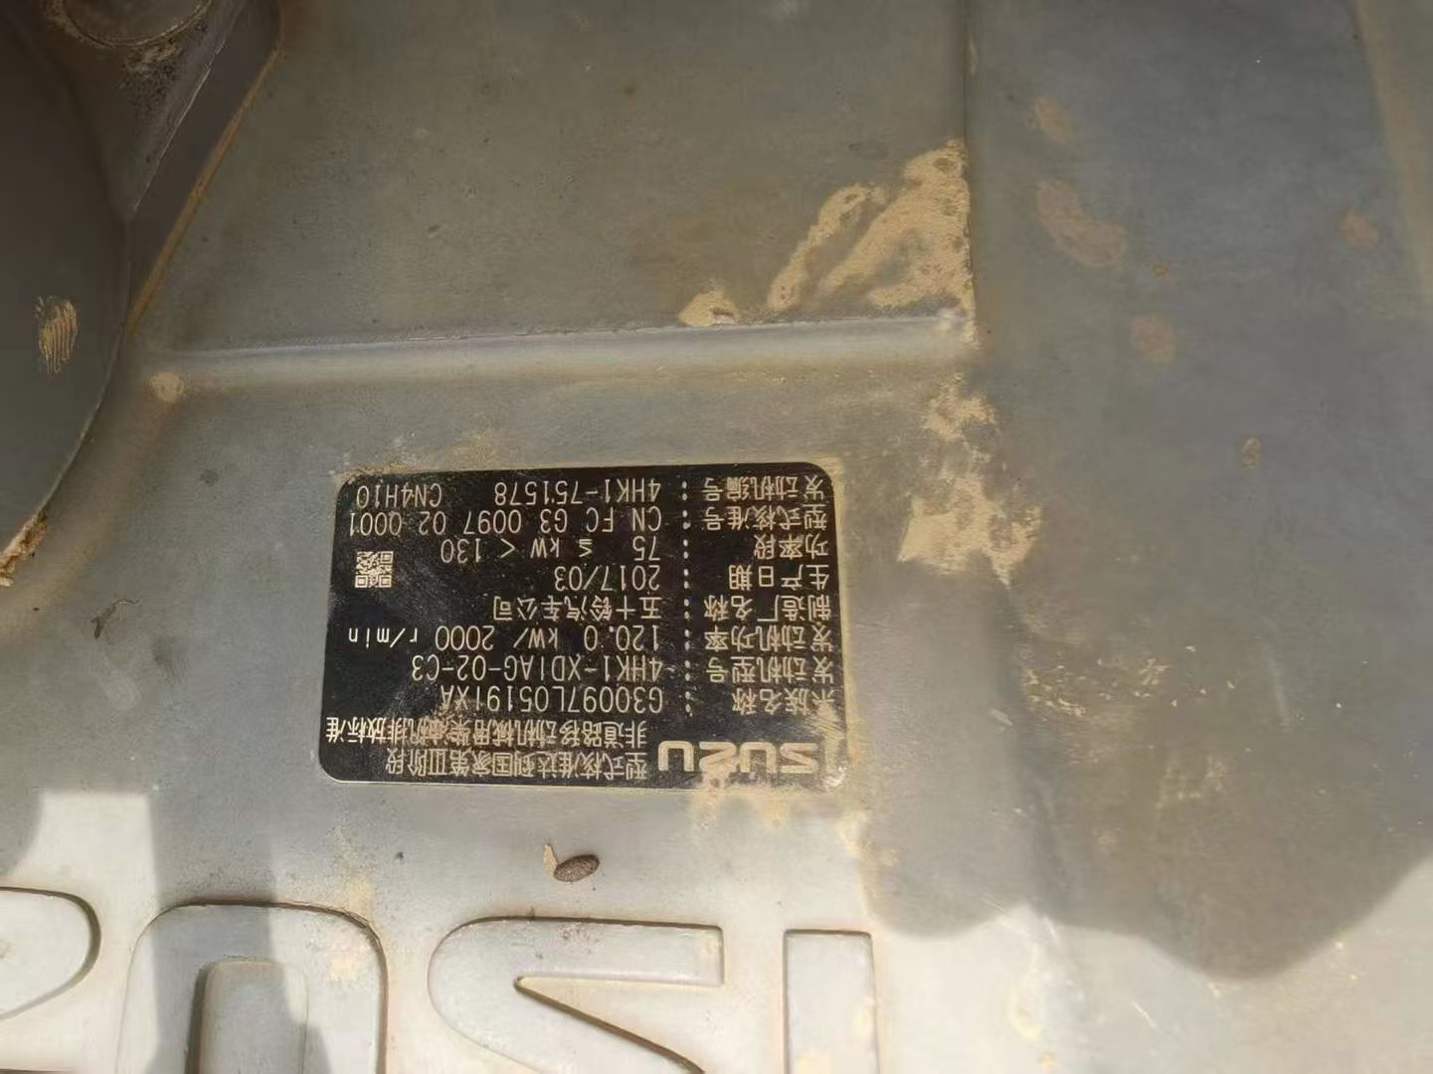 ISUZU
型式核准达到国家第Ⅲ阶段
非道路移动机械用柴油机排放标准
系族名称 : G30097L05191XA
发动机型号 : 4HK1-XDIAG-02-C3
发动机功率 : 120.0 kW/ 2000 r/min
制造厂名称 : 五十铃汽车公司
生产日期 : 2017/03
功率段 : 75 ≤ kW < 130
型式核准号 : CN FC G3 0097 02 0001
发动机编号 : 4HK1-751578 CN4H10
ISU